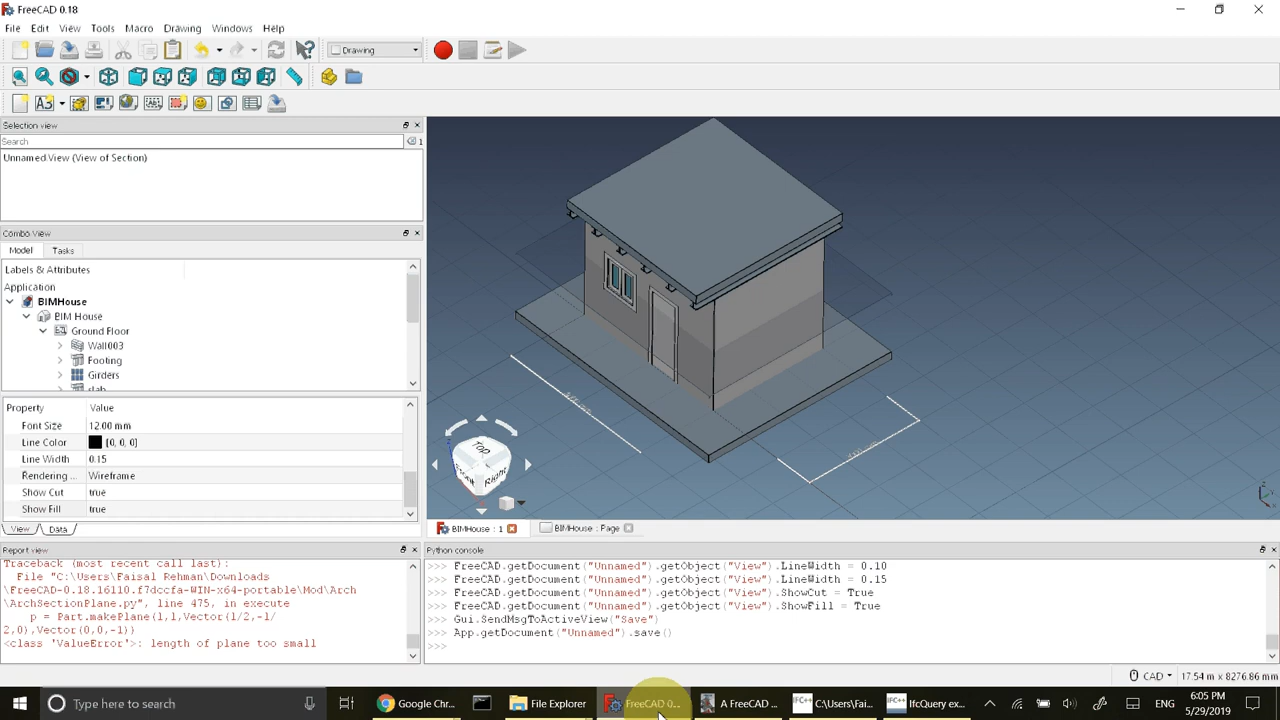 FreeCAD 0.18
File Edit View Tools Macro Drawing Windows Help
Drawing
A3
Selection view
Search
1
Unnamed View (View of Section)
Combo View
Model Tasks
Labels & Attributes
Application
BIMHouse
BIM House
Ground Floor
Wall003
Footing
Girders
slab
Property Value
Font Size 12.00 mm
Line Color [0, 0, 0]
Line Width 0.15
Rendering ... Wireframe
Show Cut true
Show Fill true
View Data
TOP
Front Right
BIMHouse : 1
BIMHouse : Page
Report view
Traceback (most recent call last):
File "C:\Users\Faisal Rehman\Downloads
\FreeCAD-0.18.16110.f7dccfa-WIN-x64-portable\Mod\Arch
\ArchSectionPlane.py", line 475, in execute
p = Part.makePlane(1,1,Vector(1/2,-1/
2,0),Vector(0,0,-1))
<class 'ValueError'>: length of plane too small
Python console
>>> FreeCAD.getDocument("Unnamed").getObject("View").LineWidth = 0.10
>>> FreeCAD.getDocument("Unnamed").getObject("View").LineWidth = 0.15
>>> FreeCAD.getDocument("Unnamed").getObject("View").ShowCut = True
>>> FreeCAD.getDocument("Unnamed").getObject("View").ShowFill = True
>>> Gui.SendMsgToActiveView("Save")
>>> App.getDocument("Unnamed").save()
>>>
CAD 17.54 m x 8276.86 mm
Type here to search
Google Chr...
File Explorer
FreeCAD 0...
A FreeCAD ...
IFC++
C:\Users\Fai...
IFC++
IfcQuery ex...
6:05 PM
5/29/2019